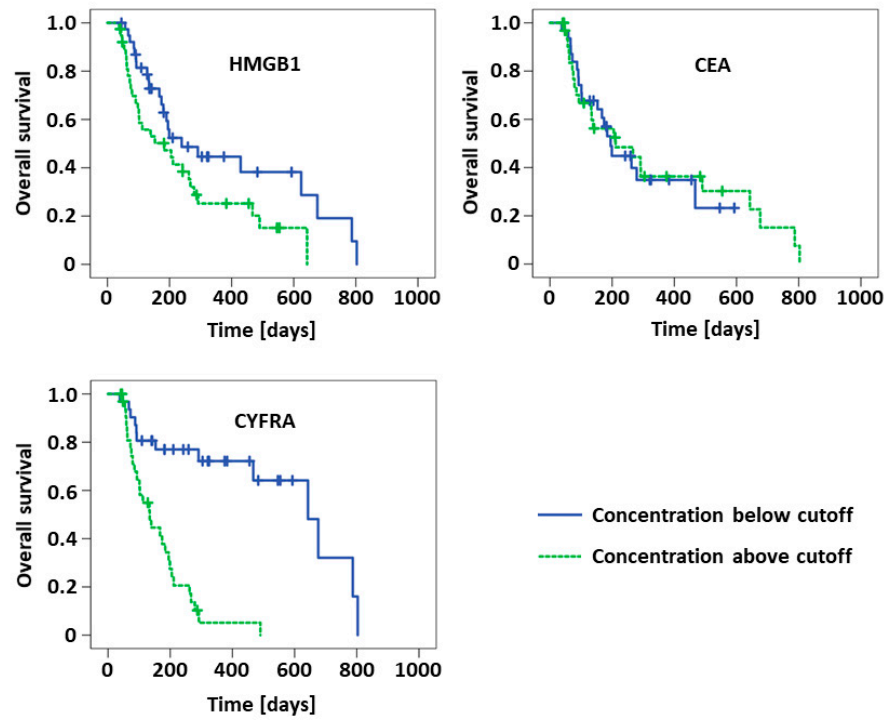 HMGB1
Overall survival
1.0
0.8
0.6
0.4
0.2
0
0 200 400 600 800 1000
Time [days]
CEA
Overall survival
1.0
0.8
0.6
0.4
0.2
0
0 200 400 600 800 1000
Time [days]
CYFRA
Overall survival
1.0
0.8
0.6
0.4
0.2
0
0 200 400 600 800 1000
Time [days]
Concentration below cutoff
Concentration above cutoff